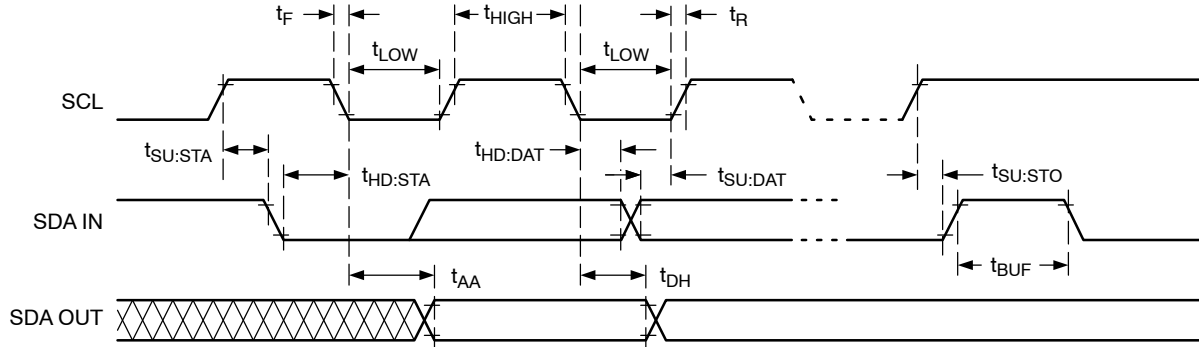 tF
tHIGH
tR
tLOW
tLOW
SCL
tSU:STA
tHD:STA
tHD:DAT
tSU:DAT
tSU:STO
SDA IN
tBUF
tAA
tDH
SDA OUT